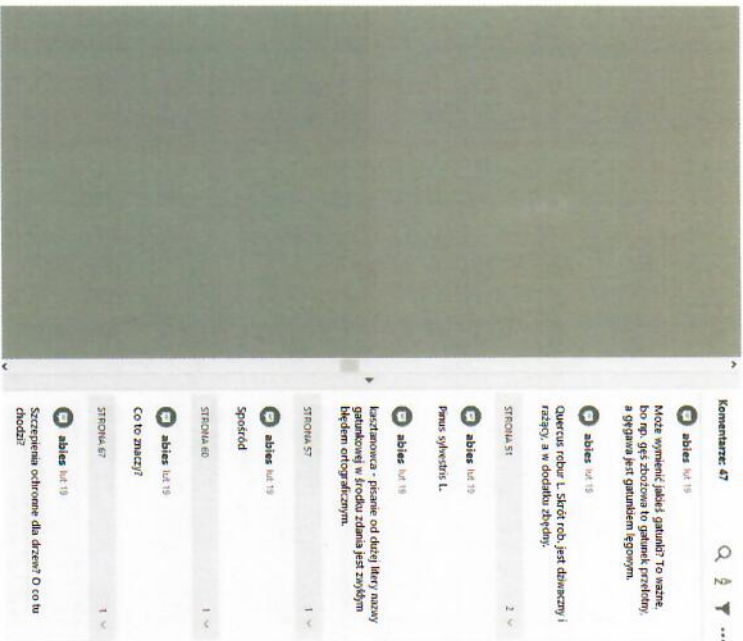 Komentarze: 47
abies lut 19
Może wymienić jakieś gatunki? To ważne,
bo np. gęś zbożowa to gatunek przelotny,
a gęgawa jest gatunkiem lęgowym.
abies lut 19
Quercus robur L. Skrót rob. jest dziwaczny i
rażący, a w dodatku zbędny.
STRONA 51
2
abies lut 19
Pinus sylvestris L.
abies lut 19
kasztanowca - pisanie od dużej litery nazwy
gatunkowej w środku zdania jest zwykłym
błędem ortograficznym.
STRONA 57
1
abies lut 19
Spośród
STRONA 60
1
abies lut 19
Co to znaczy?
STRONA 67
1
abies lut 19
Szczepienia ochronne dla drzew? O co tu
chodzi?